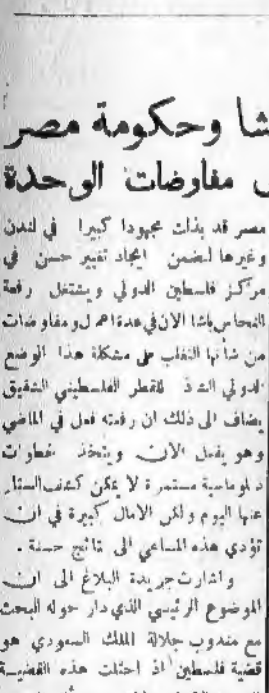 شا وحكومة مصر
مفاوضات الوحدة
مصر قد بذلت مجهودا كبيرا في لندن
وغيرها لتضمن ايجاد تغيير حسن في
مركز فلسطين الدولي ويشتغل رفعة
النحاس باشا الان في عدة اعمال ومفاوضات
من شأنها التغلب على مشكلة هذا الوضع
الدولي الشاذ للقطر الفلسطيني الشقيق
يضاف الى ذلك ان رفعته فعل في الماضي
وهو يفعل الان ويتخذ خطوات
دبلوماسية مستمرة لا يمكن كشف الستار
عنها اليوم ولكن الامال كبيرة في ان
تؤدي هذه المساعي الى نتائج حسنة .
واشارت جريدة البلاغ الى ان
الموضوع الرئيسي الذي دار حوله البحث
مع مندوب جلالة الملك السعودي هو
قضية فلسطين اذ احتلت هذه القضية